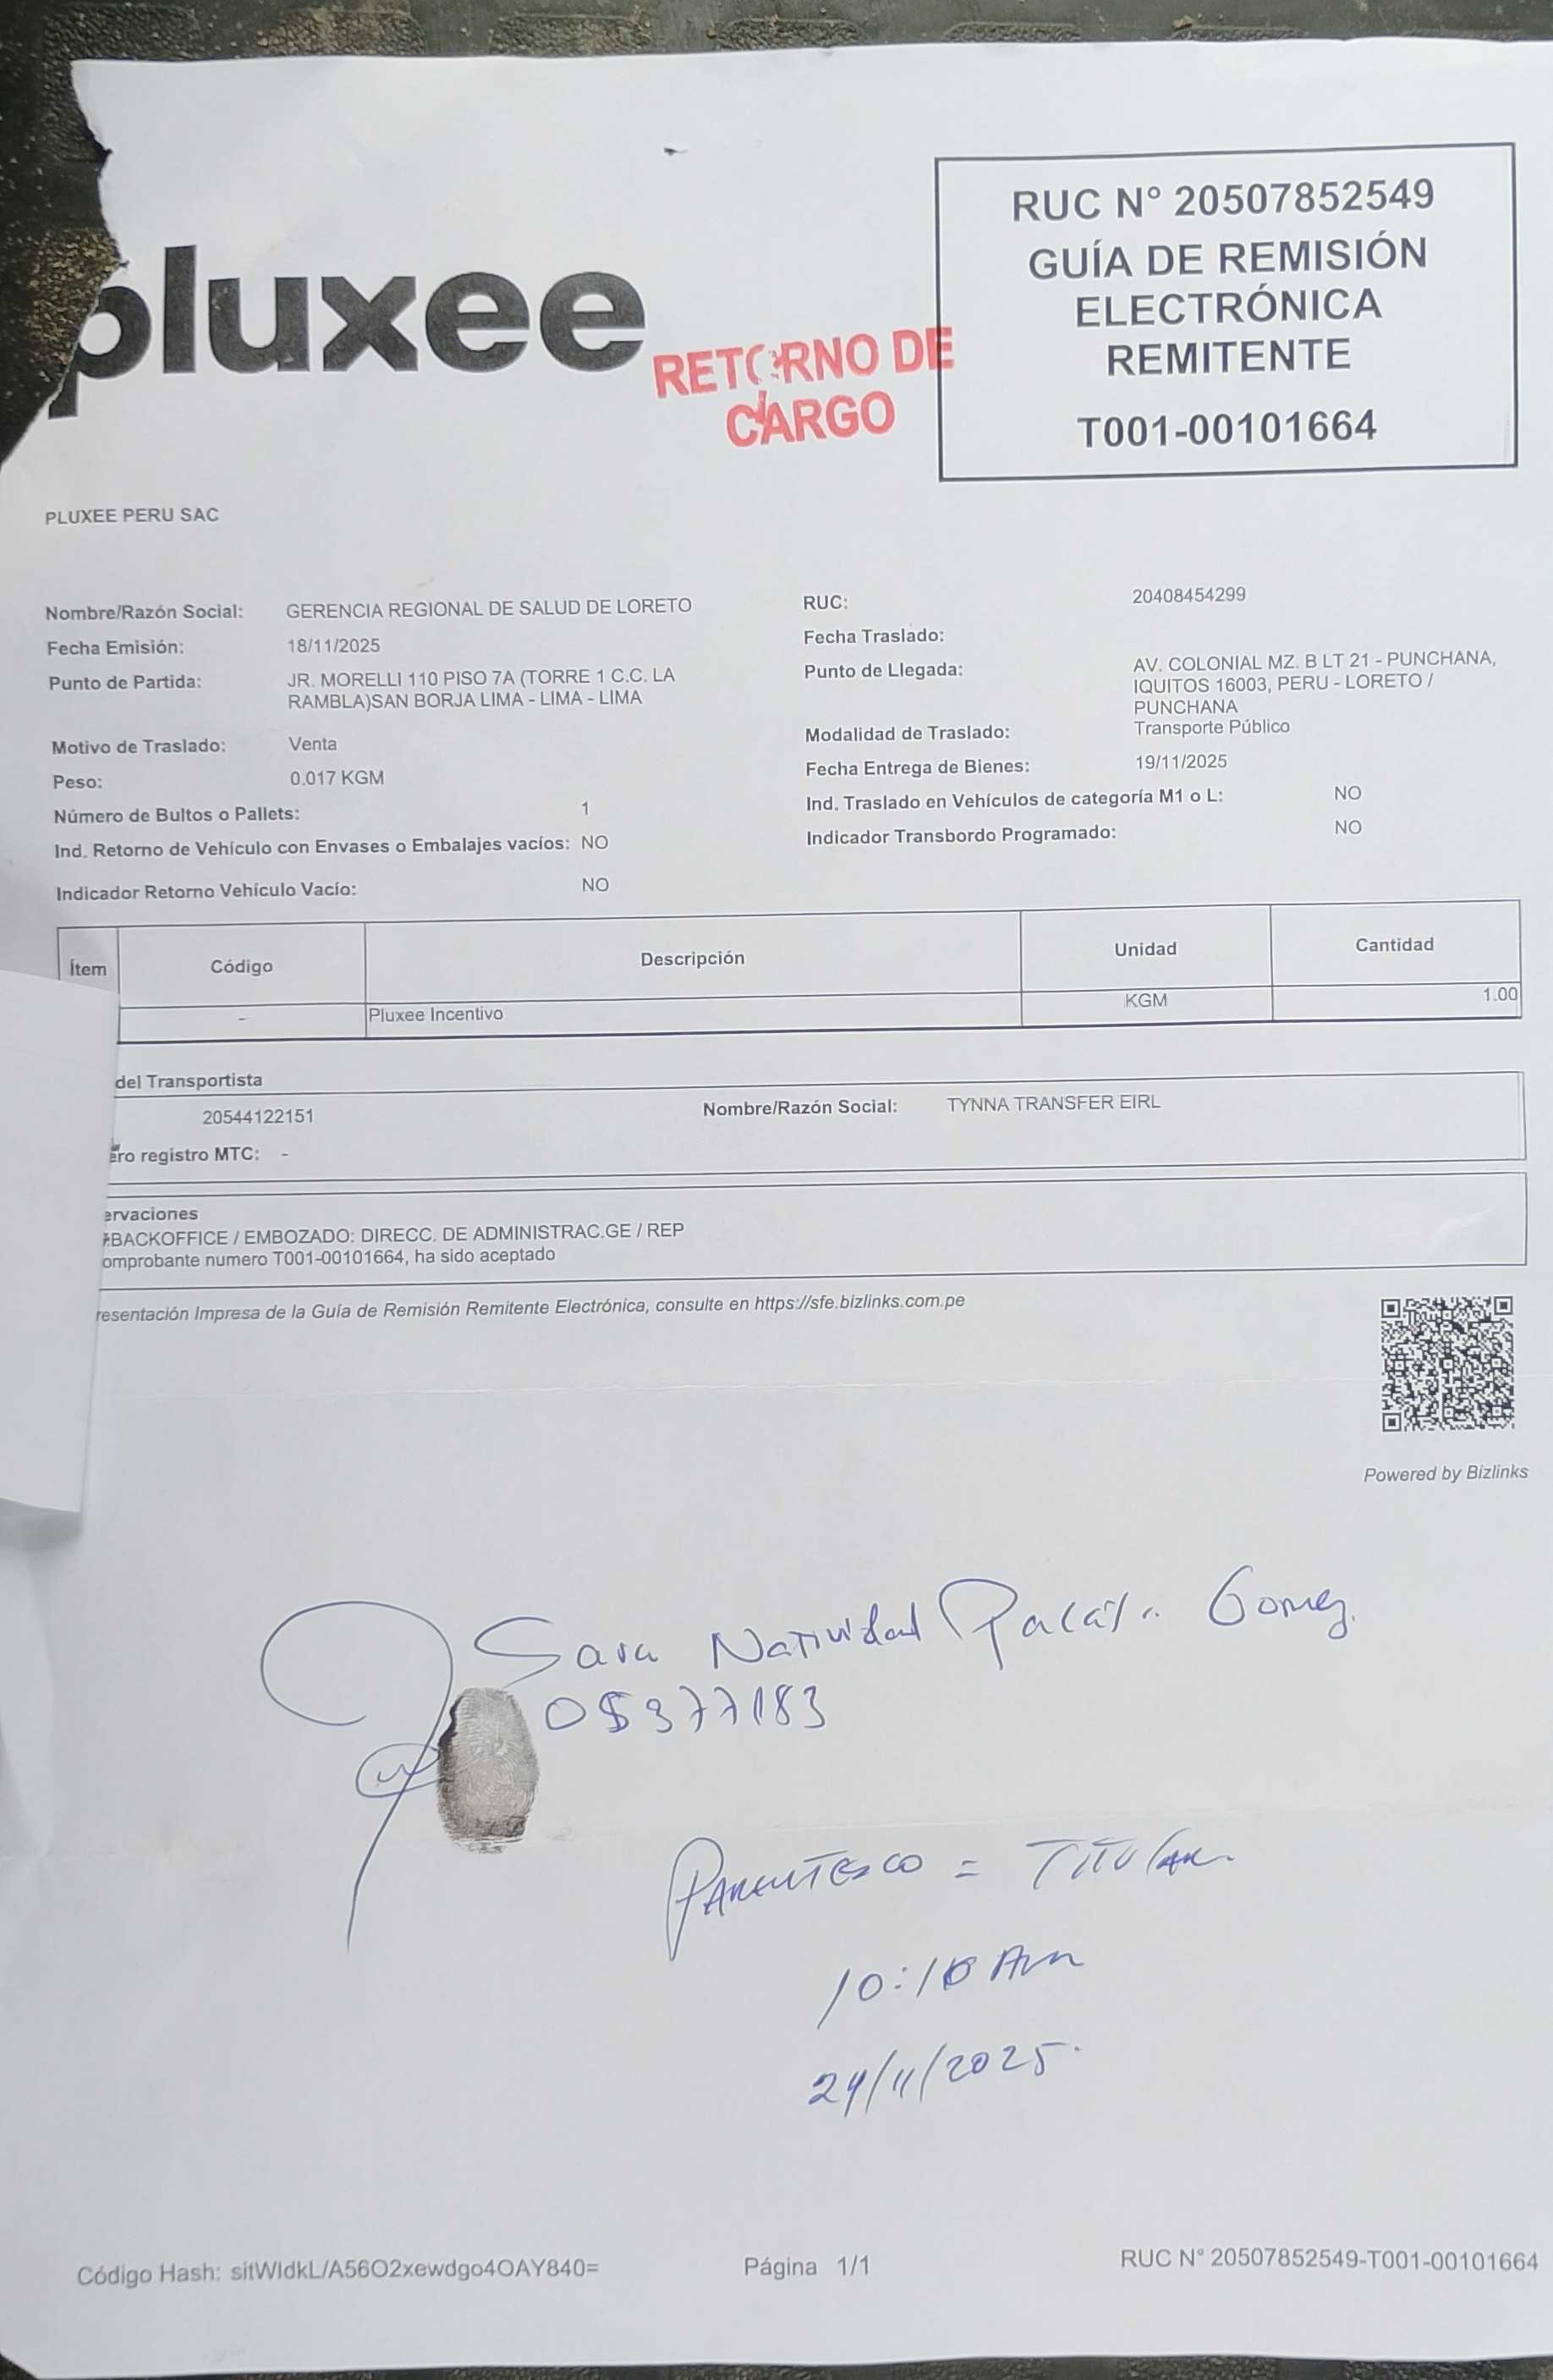 pluxee
RETORNO DE
CARGO
RUC N° 20507852549
GUÍA DE REMISIÓN
ELECTRÓNICA
REMITENTE
T001-00101664
PLUXEE PERU SAC
Nombre/Razón Social: GERENCIA REGIONAL DE SALUD DE LORETO
RUC: 20408454299
Fecha Emisión: 18/11/2025
Fecha Traslado:
Punto de Partida: JR. MORELLI 110 PISO 7A (TORRE 1 C.C. LA
RAMBLA)SAN BORJA LIMA - LIMA - LIMA
Punto de Llegada: AV. COLONIAL MZ. B LT 21 - PUNCHANA,
IQUITOS 16003, PERU - LORETO /
PUNCHANA
Motivo de Traslado: Venta
Modalidad de Traslado: Transporte Público
Peso: 0.017 KGM
Fecha Entrega de Bienes: 19/11/2025
Número de Bultos o Pallets: 1
Ind. Traslado en Vehículos de categoría M1 o L: NO
Ind. Retorno de Vehículo con Envases o Embalajes vacíos: NO
Indicador Transbordo Programado: NO
Indicador Retorno Vehículo Vacío: NO
Ítem Código Descripción Unidad Cantidad
- Pluxee Incentivo KGM 1.00
del Transportista
20544122151 Nombre/Razón Social: TYNNA TRANSFER EIRL
ero registro MTC: -
ervaciones
BACKOFFICE / EMBOZADO: DIRECC. DE ADMINISTRAC.GE / REP
omprobante numero T001-00101664, ha sido aceptado
resentación Impresa de la Guía de Remisión Remitente Electrónica, consulte en https://sfe.bizlinks.com.pe
Powered by Bizlinks
Sara Natividad Gomez.
05377183
PARENTESCO = TITULAR.
10:10 Am
24/11/2025.
Código Hash: sitWIdkL/A56O2xewdgo4OAY840=
Página 1/1
RUC N° 20507852549-T001-00101664